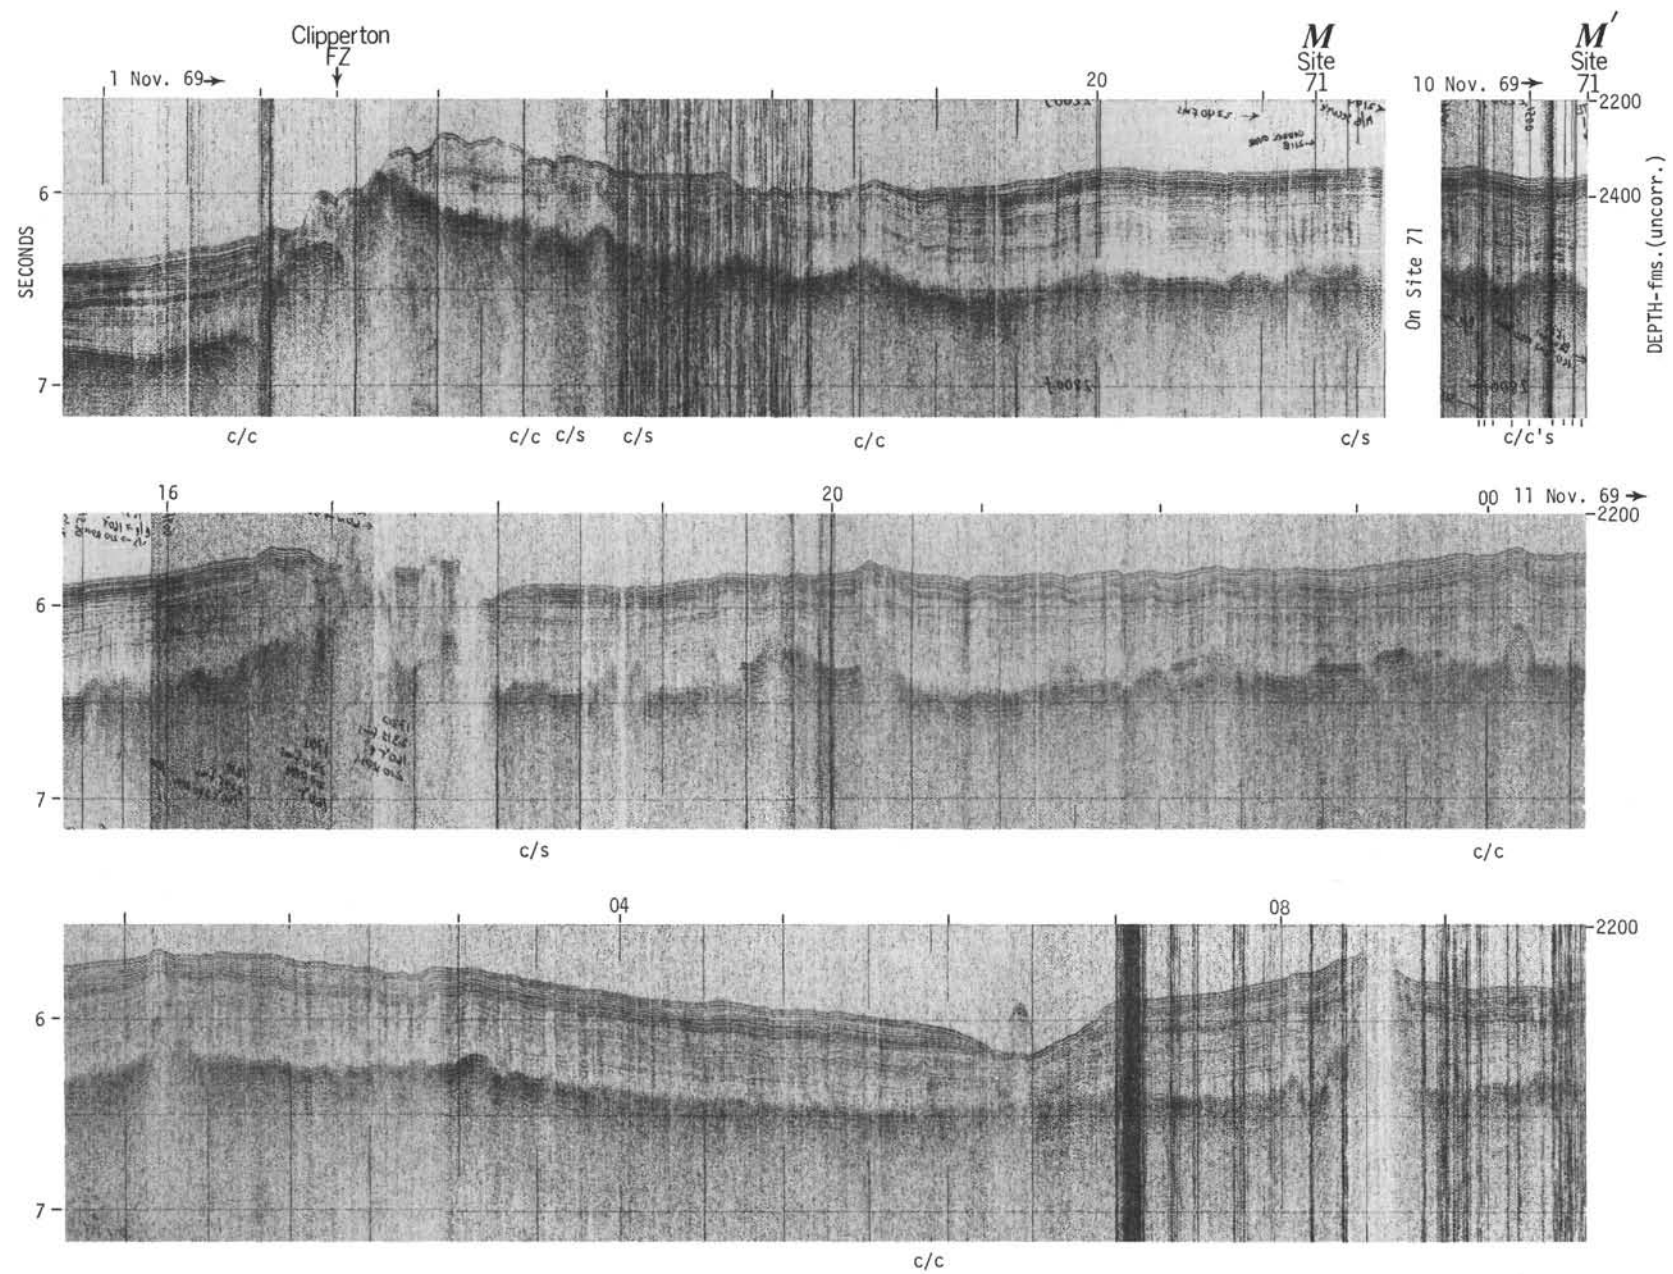 Clipperton
FZ
M
Site
71
M′
Site
71
1 Nov. 69→
20
10 Nov. 69→
2200
6
2400
SECONDS
On Site 71
DEPTH-fms.(uncorr.)
7
c/c
c/c c/s
c/s
c/c
c/s
c/c's
16
20
00 11 Nov. 69→
2200
6
7
c/s
c/c
04
08
2200
6
7
c/c